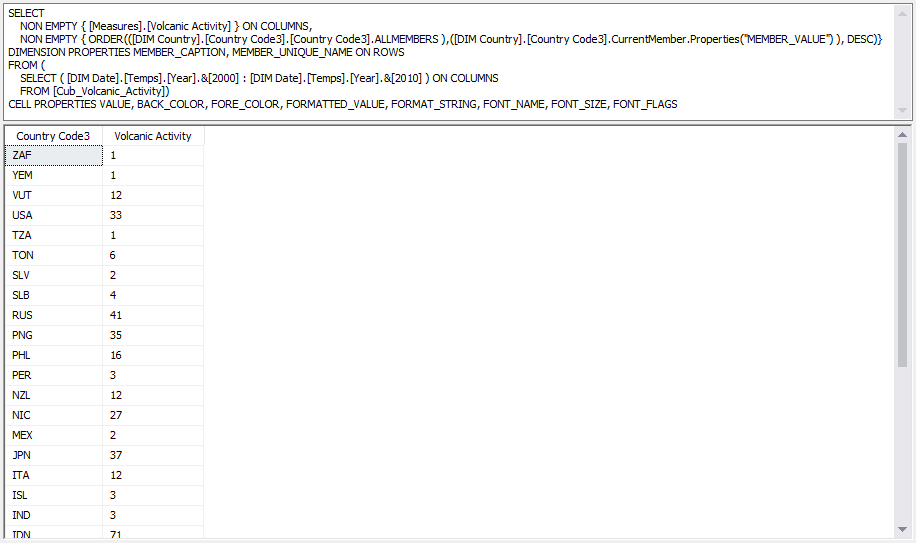 SELECT
NON EMPTY { [Measures].[Volcanic Activity] } ON COLUMNS,
NON EMPTY { ORDER(([DIM Country].[Country Code3].[Country Code3].ALLMEMBERS ),([DIM Country].[Country Code3].CurrentMember.Properties("MEMBER_VALUE") ), DESC)}
DIMENSION PROPERTIES MEMBER_CAPTION, MEMBER_UNIQUE_NAME ON ROWS
FROM (
SELECT ( [DIM Date].[Temps].[Year].&[2000] : [DIM Date].[Temps].[Year].&[2010] ) ON COLUMNS
FROM [Cub_Volcanic_Activity])
CELL PROPERTIES VALUE, BACK_COLOR, FORE_COLOR, FORMATTED_VALUE, FORMAT_STRING, FONT_NAME, FONT_SIZE, FONT_FLAGS
Country Code3 Volcanic Activity
ZAF 1
YEM 1
VUT 12
USA 33
TZA 1
TON 6
SLV 2
SLB 4
RUS 41
PNG 35
PHL 16
PER 3
NZL 12
NIC 27
MEX 2
JPN 37
ITA 12
ISL 3
IND 3
IDN 71